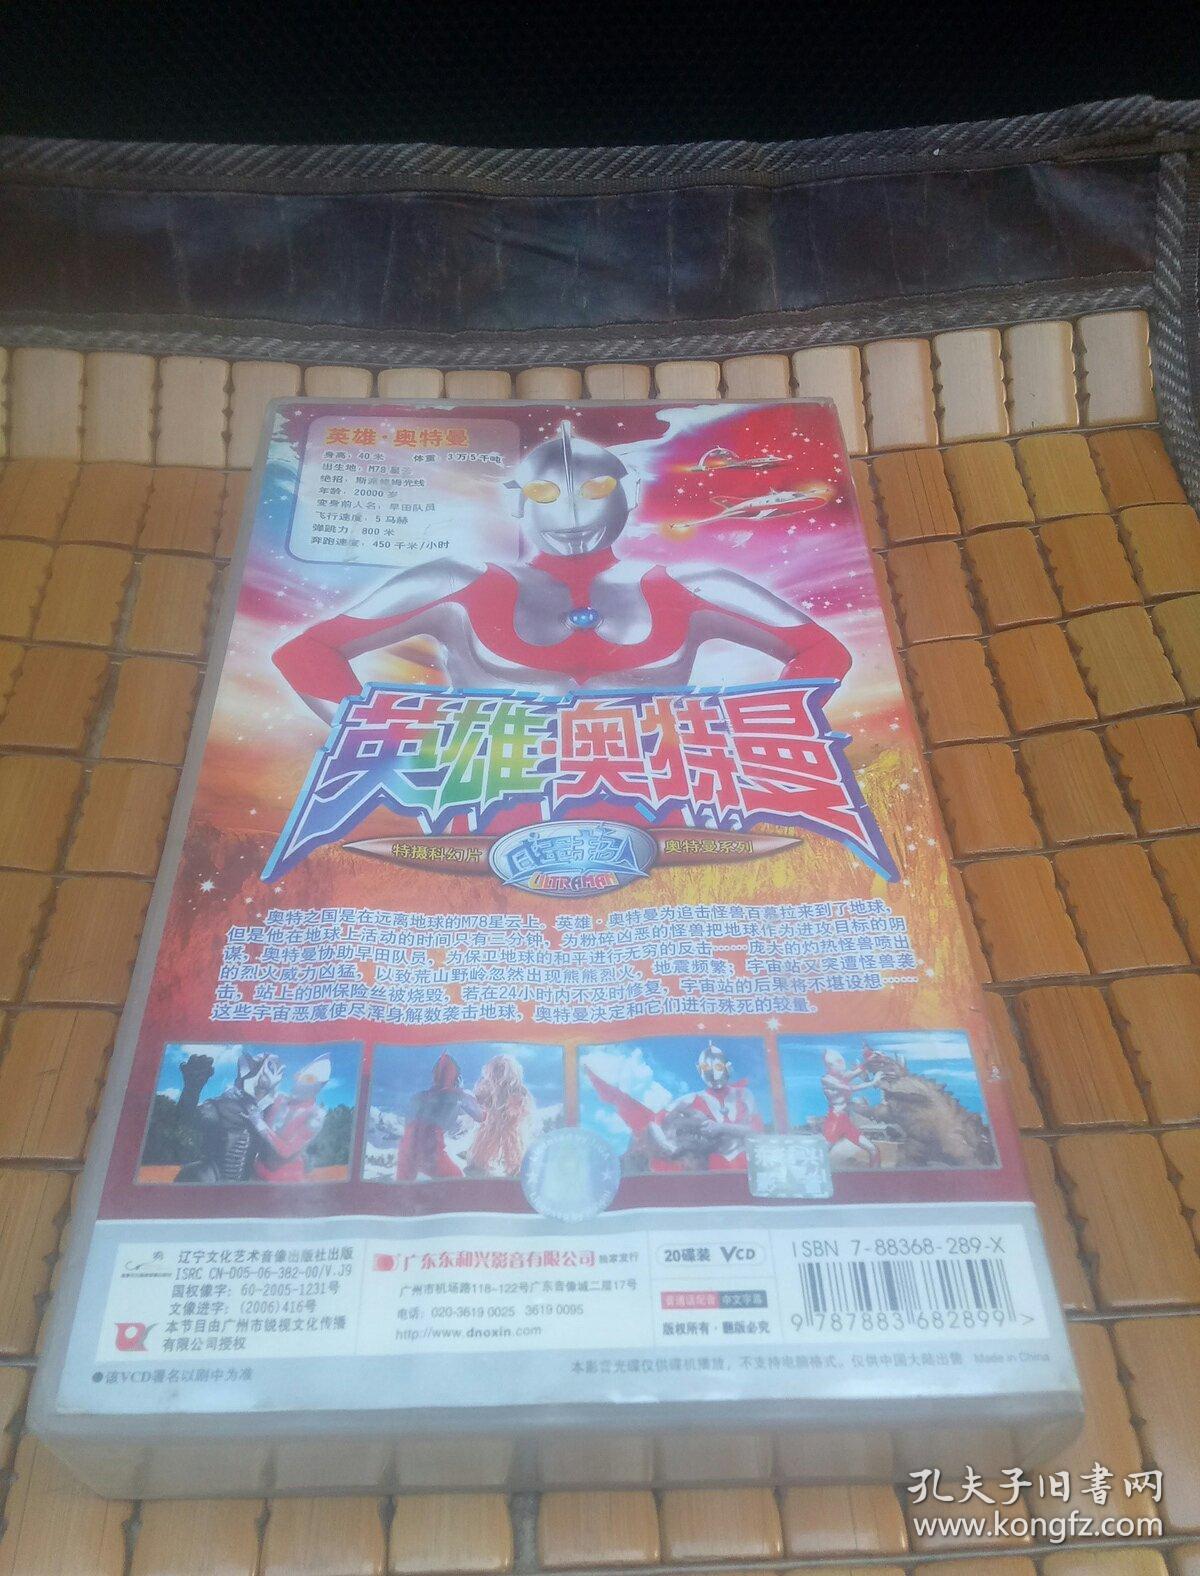 英雄·奥特曼
身高：40米 体重 3万5千吨
出生地：M78星云
绝招：斯派修姆光线
年龄：20000岁
变身前人名：早田队员
飞行速度：5马赫
弹跳力：800米
奔跑速度：450千米/小时
英雄·奥特曼
特摄科幻片
ULTRAMAN
奥特曼系列
奥特之国是在远离地球的M78星云上，英雄·奥特曼为追击怪兽百慕拉来到了地球，
但是他在地球上活动的时间只有三分钟，为粉碎凶恶的怪兽把地球作为进攻目标的阴
谋，奥特曼协助早田队员，为保卫地球的和平进行无穷的反击……庞大的灼热怪兽喷出
的烈火威力凶猛，以致荒山野岭忽然出现熊熊烈火，地震频繁；宇宙站又突遭怪兽袭
击，站上的BM保险丝被烧毁，若在24小时内不及时修复，宇宙站的后果将不堪设想……
这些宇宙恶魔使尽浑身解数袭击地球，奥特曼决定和它们进行殊死的较量。
辽宁文化艺术音像出版社出版
ISRC CN-D05-06-382-00/V.J9
国权像字：60-2005-1231号
文像进字：(2006)416号
本节目由广州市锐视文化传播
有限公司授权
广东东和兴影音有限公司 独家发行
广州市机场路118-122号广东音像城二层17号
电话：020-3619 0025 3619 0095
http://www.dnoxin.com
20碟装 VCD
普通话配音 中文字幕
版权所有·翻版必究
ISBN 7-88368-289-X
9 787883 682899 >
●该VCD署名以剧中为准
本影音光碟仅供碟机播放，不支持电脑格式。仅供中国大陆出售 Made in China
孔夫子旧书网
www.kongfz.com